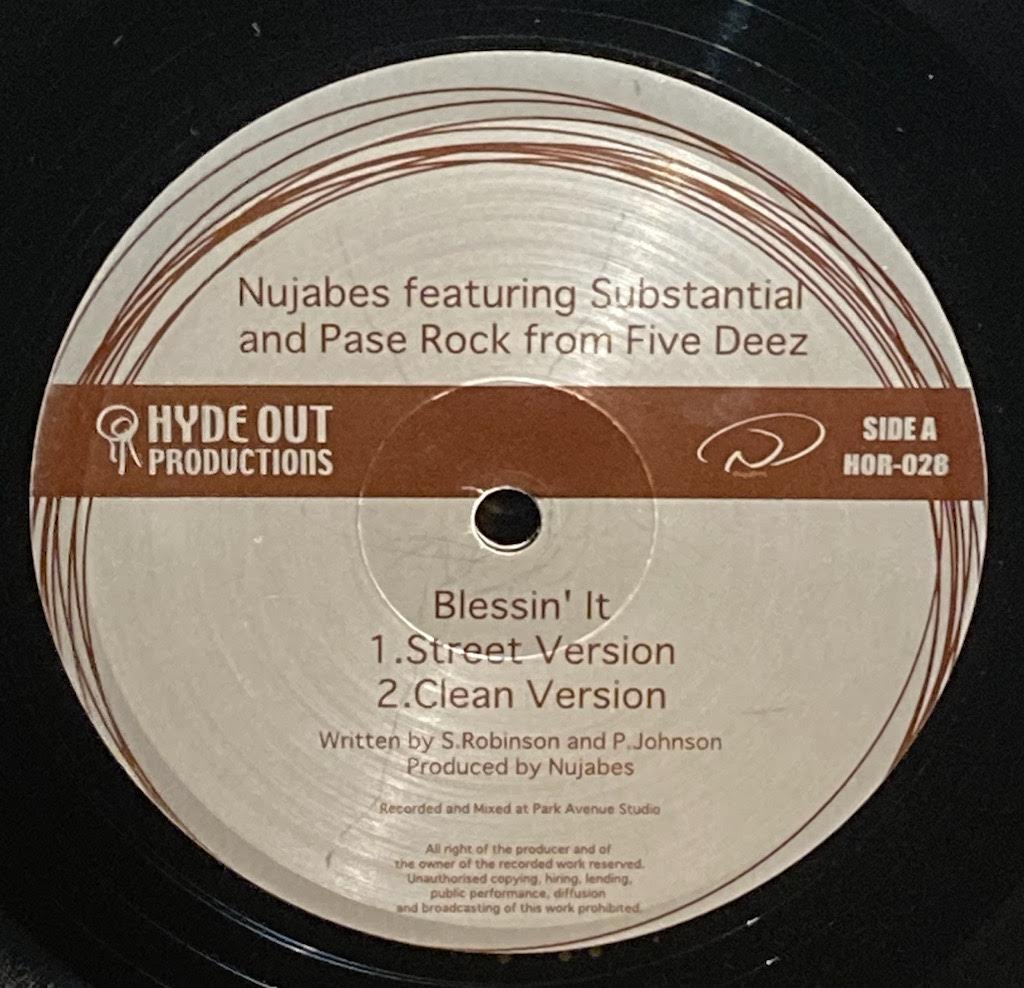 Nujabes featuring Substantial
and Pase Rock from Five Deez
HYDE OUT
PRODUCTIONS
SIDE A
HOR-028
Blessin' It
1.Street Version
2.Clean Version
Written by S.Robinson and P.Johnson
Produced by Nujabes
Recorded and Mixed at Park Avenue Studio
All right of the producer and of
the owner of the recorded work reserved.
Unauthorised copying, hiring, lending,
public performance, diffusion
and broadcasting of this work prohibited.